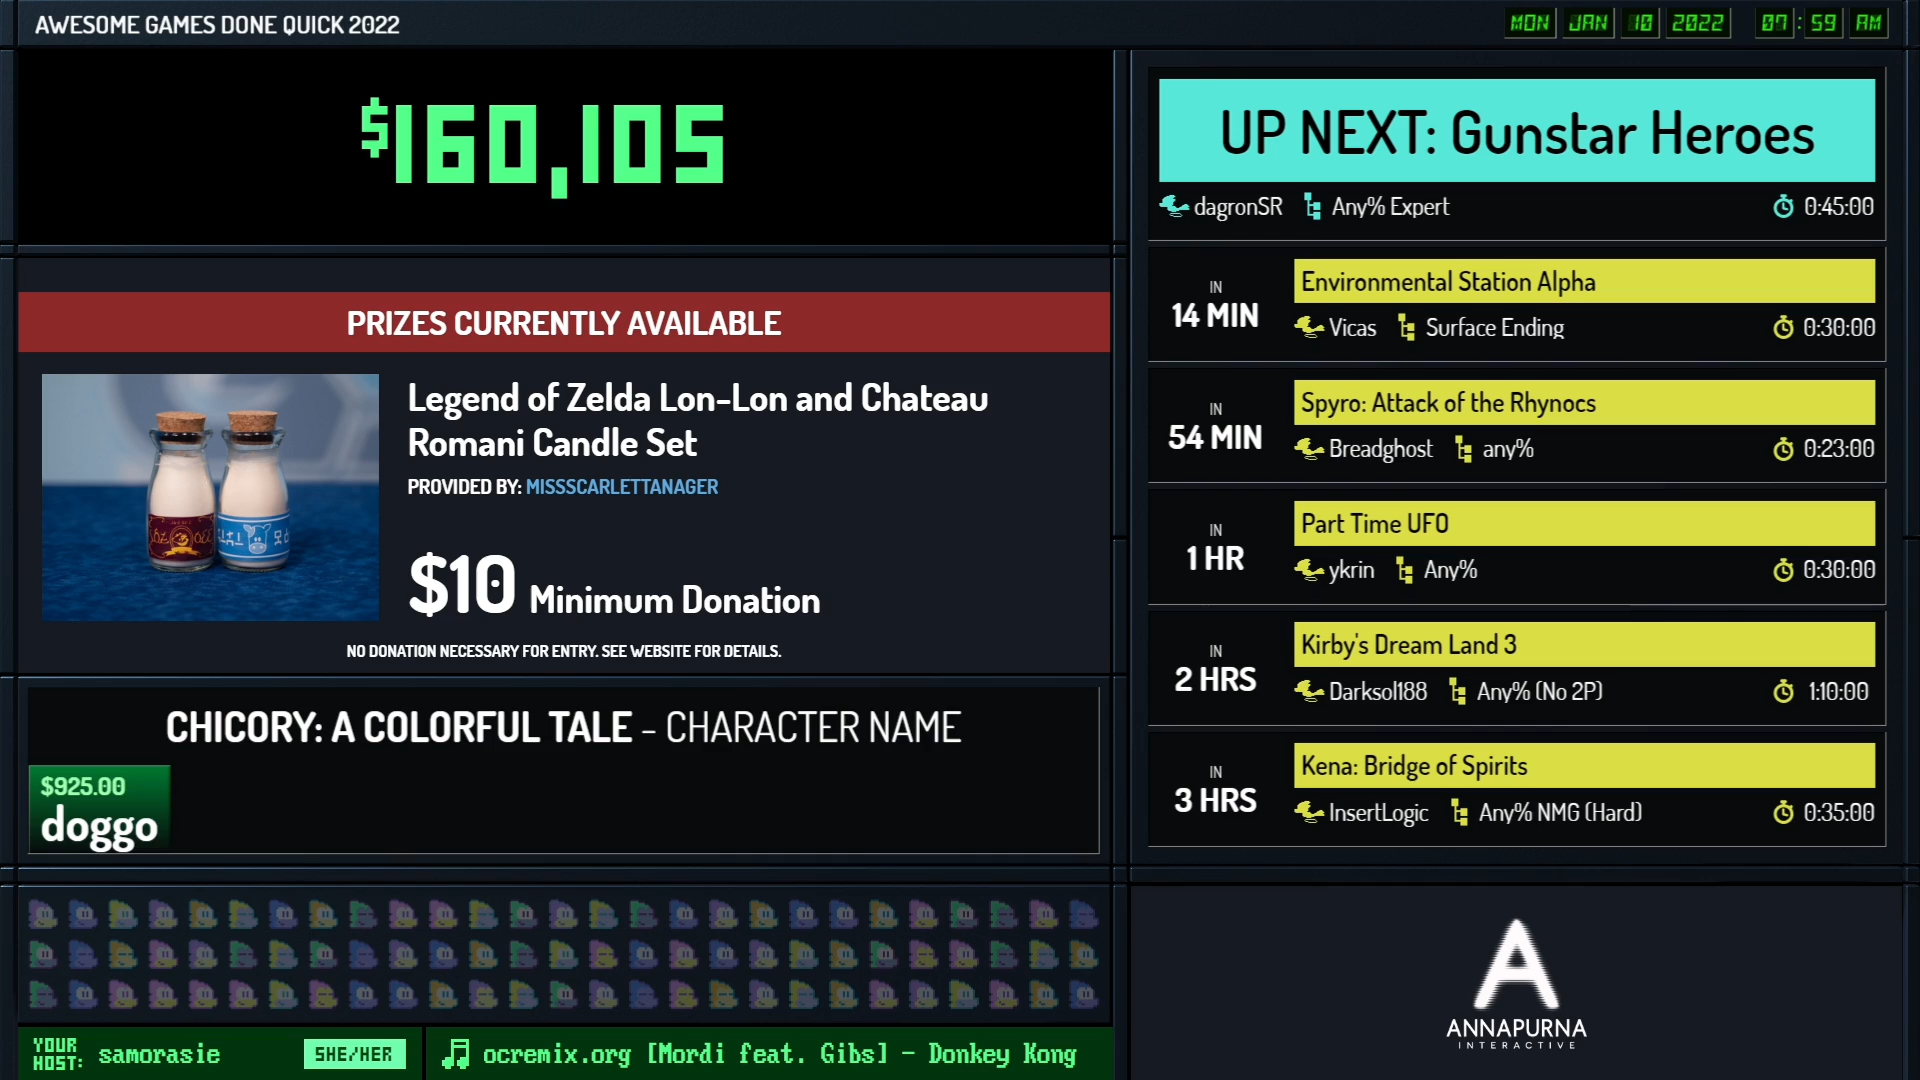 AWESOME GAMES DONE QUICK 2022
MON JAN 10 2022 07:59 AM
$160,105
PRIZES CURRENTLY AVAILABLE
Legend of Zelda Lon-Lon and Chateau
Romani Candle Set
PROVIDED BY: MISSSCARLETTANAGER
$10 Minimum Donation
NO DONATION NECESSARY FOR ENTRY. SEE WEBSITE FOR DETAILS.
CHICORY: A COLORFUL TALE - CHARACTER NAME
$925.00
doggo
YOUR HOST: samorasie SHE/HER
ocremix.org [Mordi feat. Gibs] - Donkey Kong
UP NEXT: Gunstar Heroes
dagronSR Any% Expert 0:45:00
IN 14 MIN
Environmental Station Alpha
Vicas Surface Ending 0:30:00
IN 54 MIN
Spyro: Attack of the Rhynocs
Breadghost any% 0:23:00
IN 1 HR
Part Time UFO
ykrin Any% 0:30:00
IN 2 HRS
Kirby's Dream Land 3
Darksol188 Any% (No 2P) 1:10:00
IN 3 HRS
Kena: Bridge of Spirits
InsertLogic Any% NMG (Hard) 0:35:00
ANNAPURNA
INTERACTIVE